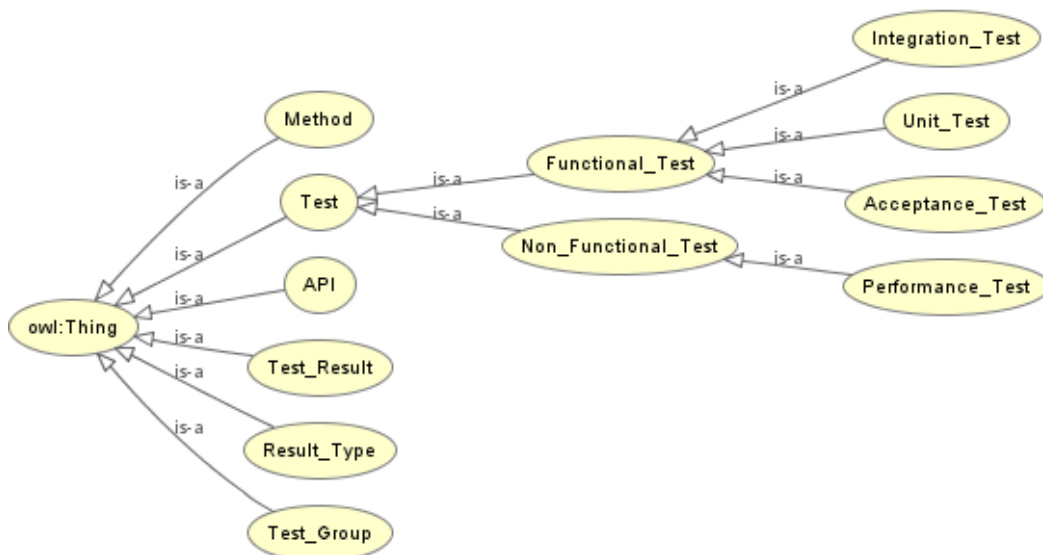 Integration_Test
is-a
Method
Unit_Test
is-a
Functional_Test
is-a
is-a
Test
is-a
is-a
Acceptance_Test
is-a
Non_Functional_Test
is-a
is-a
Performance_Test
API
is-a
owl:Thing
is-a
Test_Result
is-a
Result_Type
is-a
Test_Group